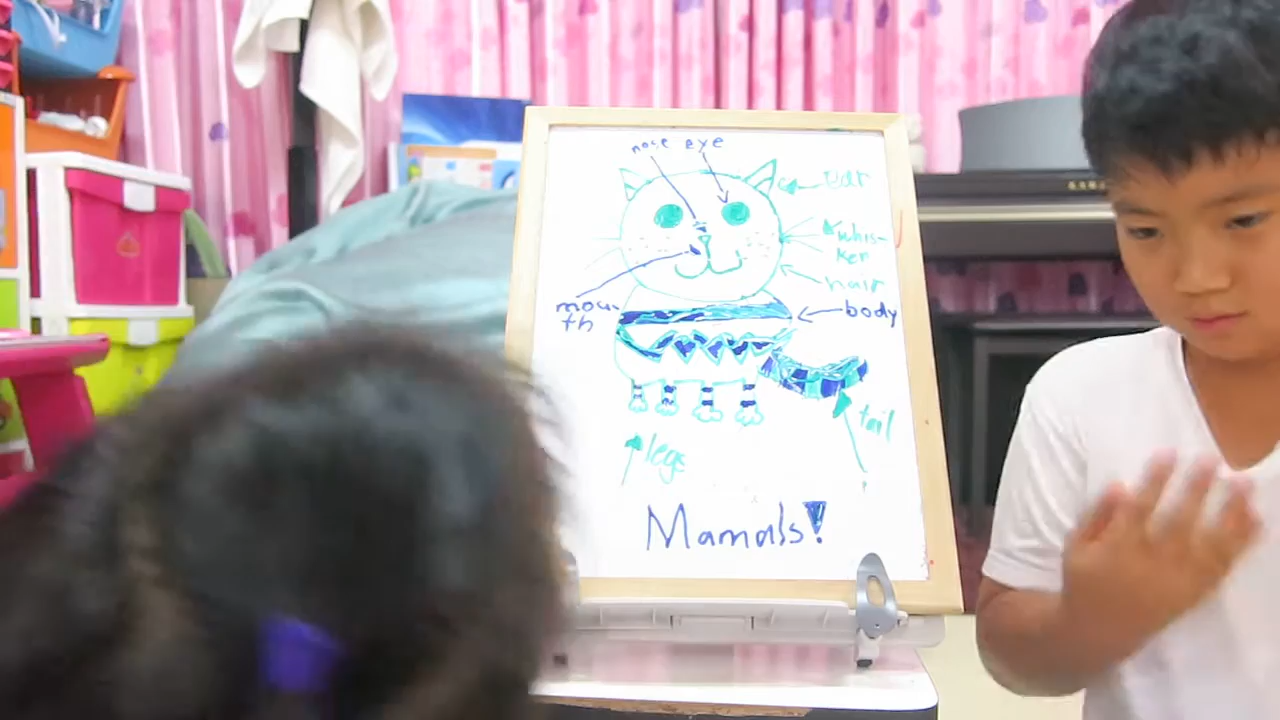 nose eye
ear
whis-
ker
hair
mou-
th
body
tail
legs
Mamals!